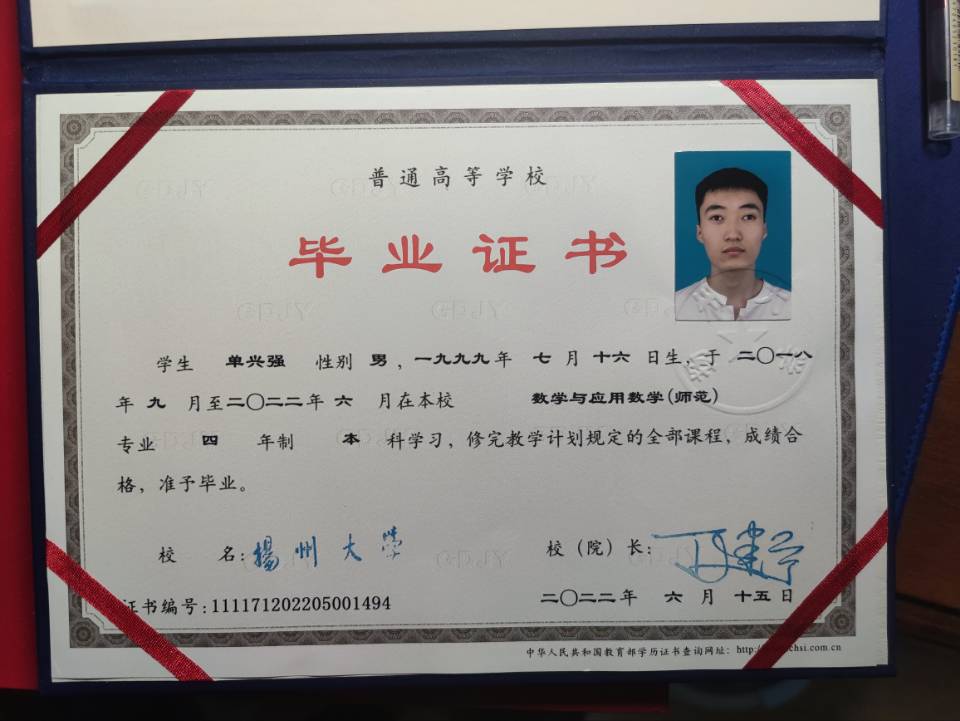 普通高等学校
毕业证书
学生 单兴强 性别 男，一九九九年 七 月 十六 日生，于 二〇一八
年 九 月至二〇二二年 六 月在本校 数学与应用数学(师范)
专业 四 年制 本 科学习，修完教学计划规定的全部课程，成绩合
格，准予毕业。
校 名：揚州大學
校（院）长：
证书编号：111171202205001494
二〇二二年 六 月 十五 日
中华人民共和国教育部学历证书查询网址：http://
chsi.com.cn